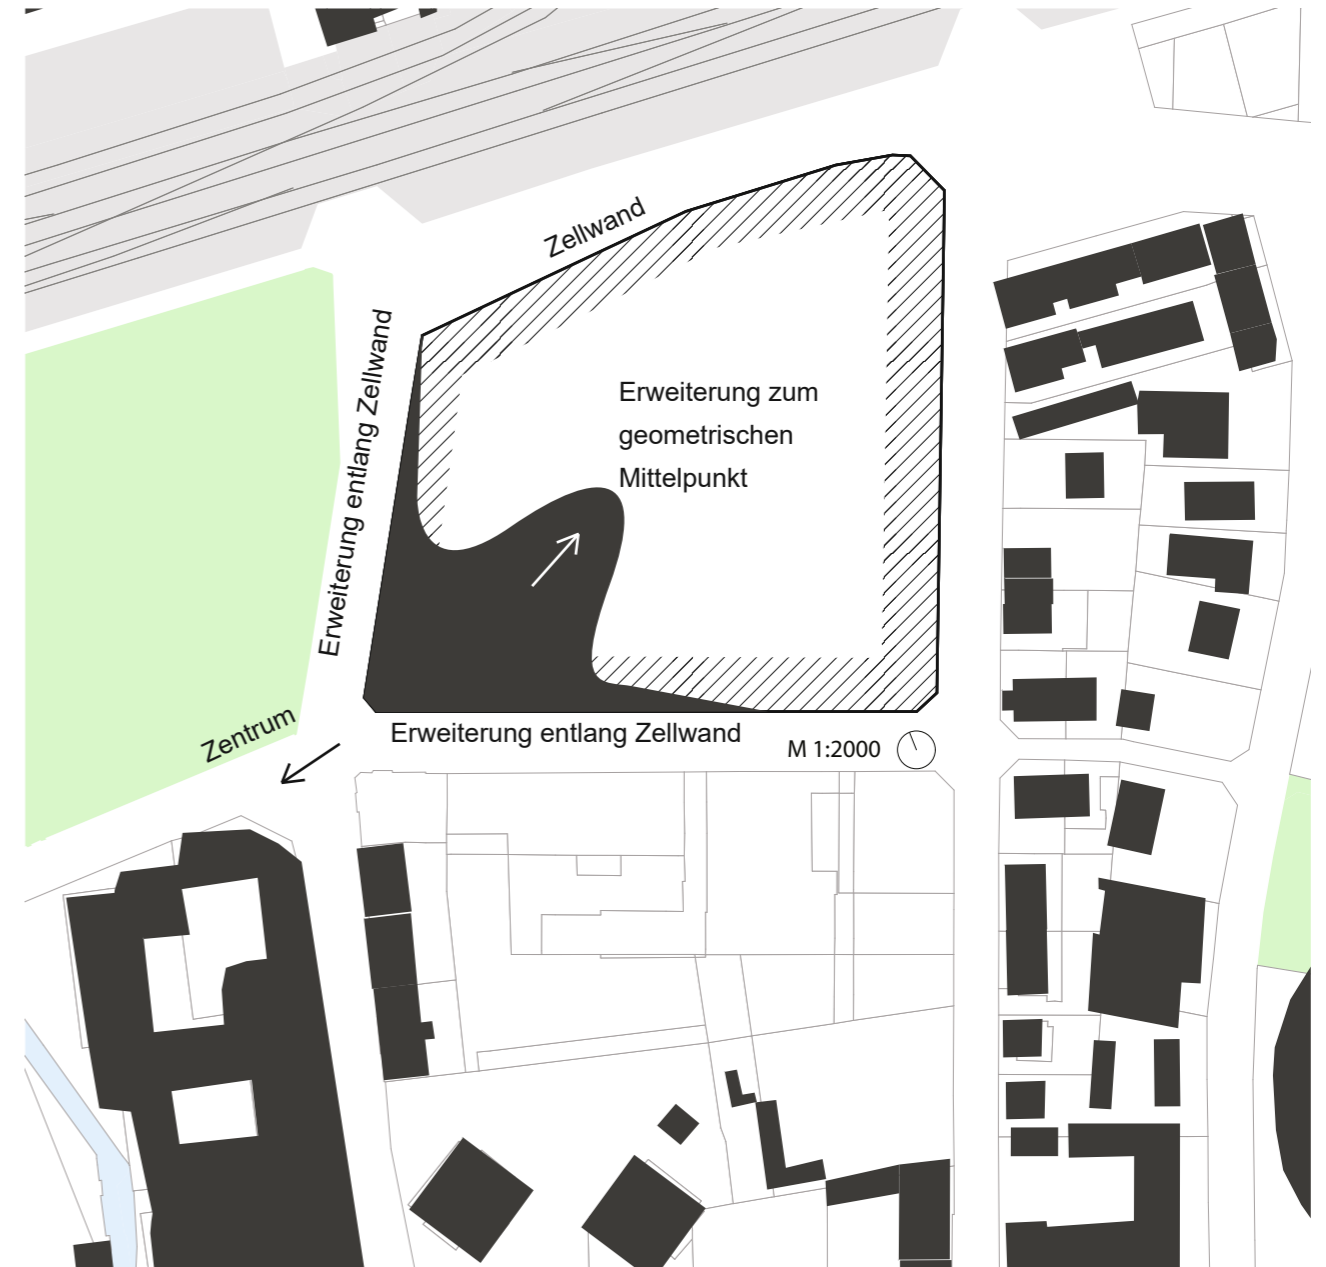 Zellwand
Erweiterung entlang Zellwand
Erweiterung zum
geometrischen
Mittelpunkt
Zentrum
Erweiterung entlang Zellwand
M 1:2000